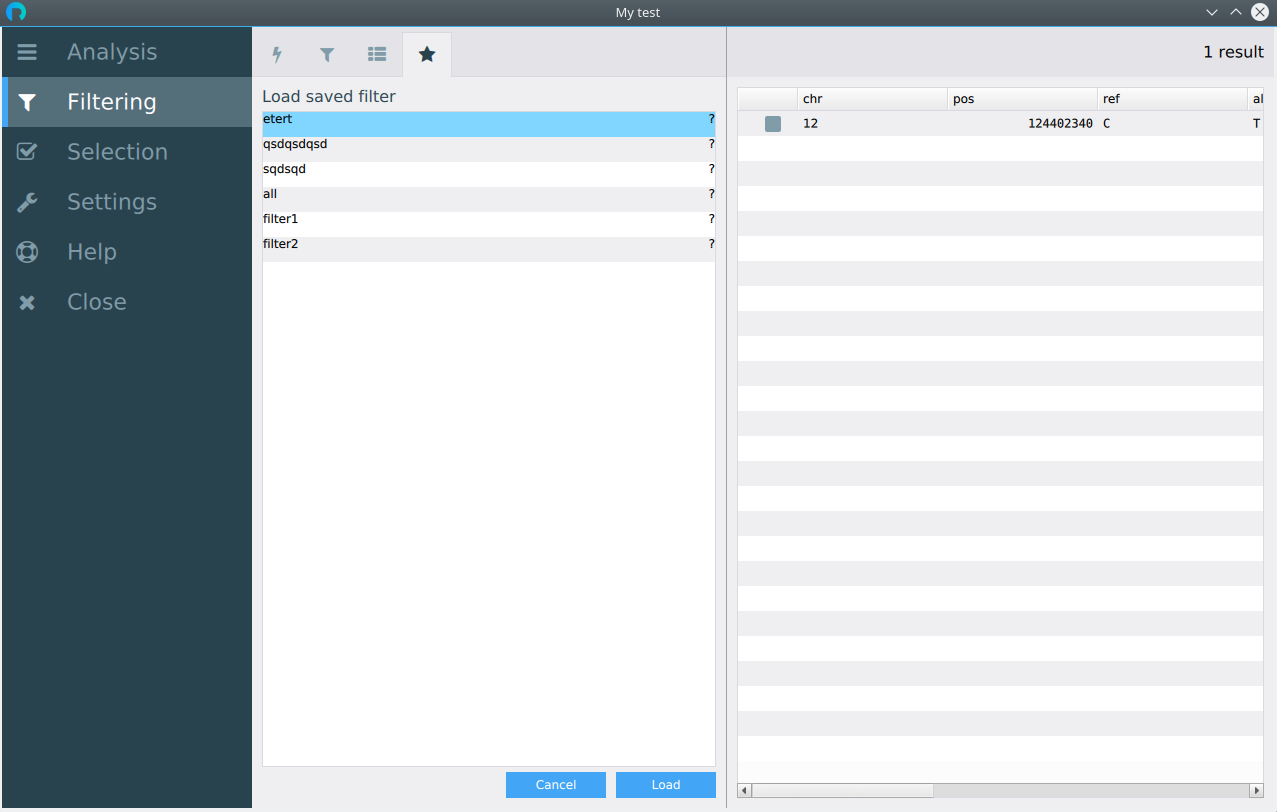 My test
Analysis
Filtering
Selection
Settings
Help
Close
Load saved filter
etert ?
qsdqsdqsd ?
sqdsqd ?
all ?
filter1 ?
filter2 ?
Cancel Load
1 result
chr pos ref al
12 124402340 C T